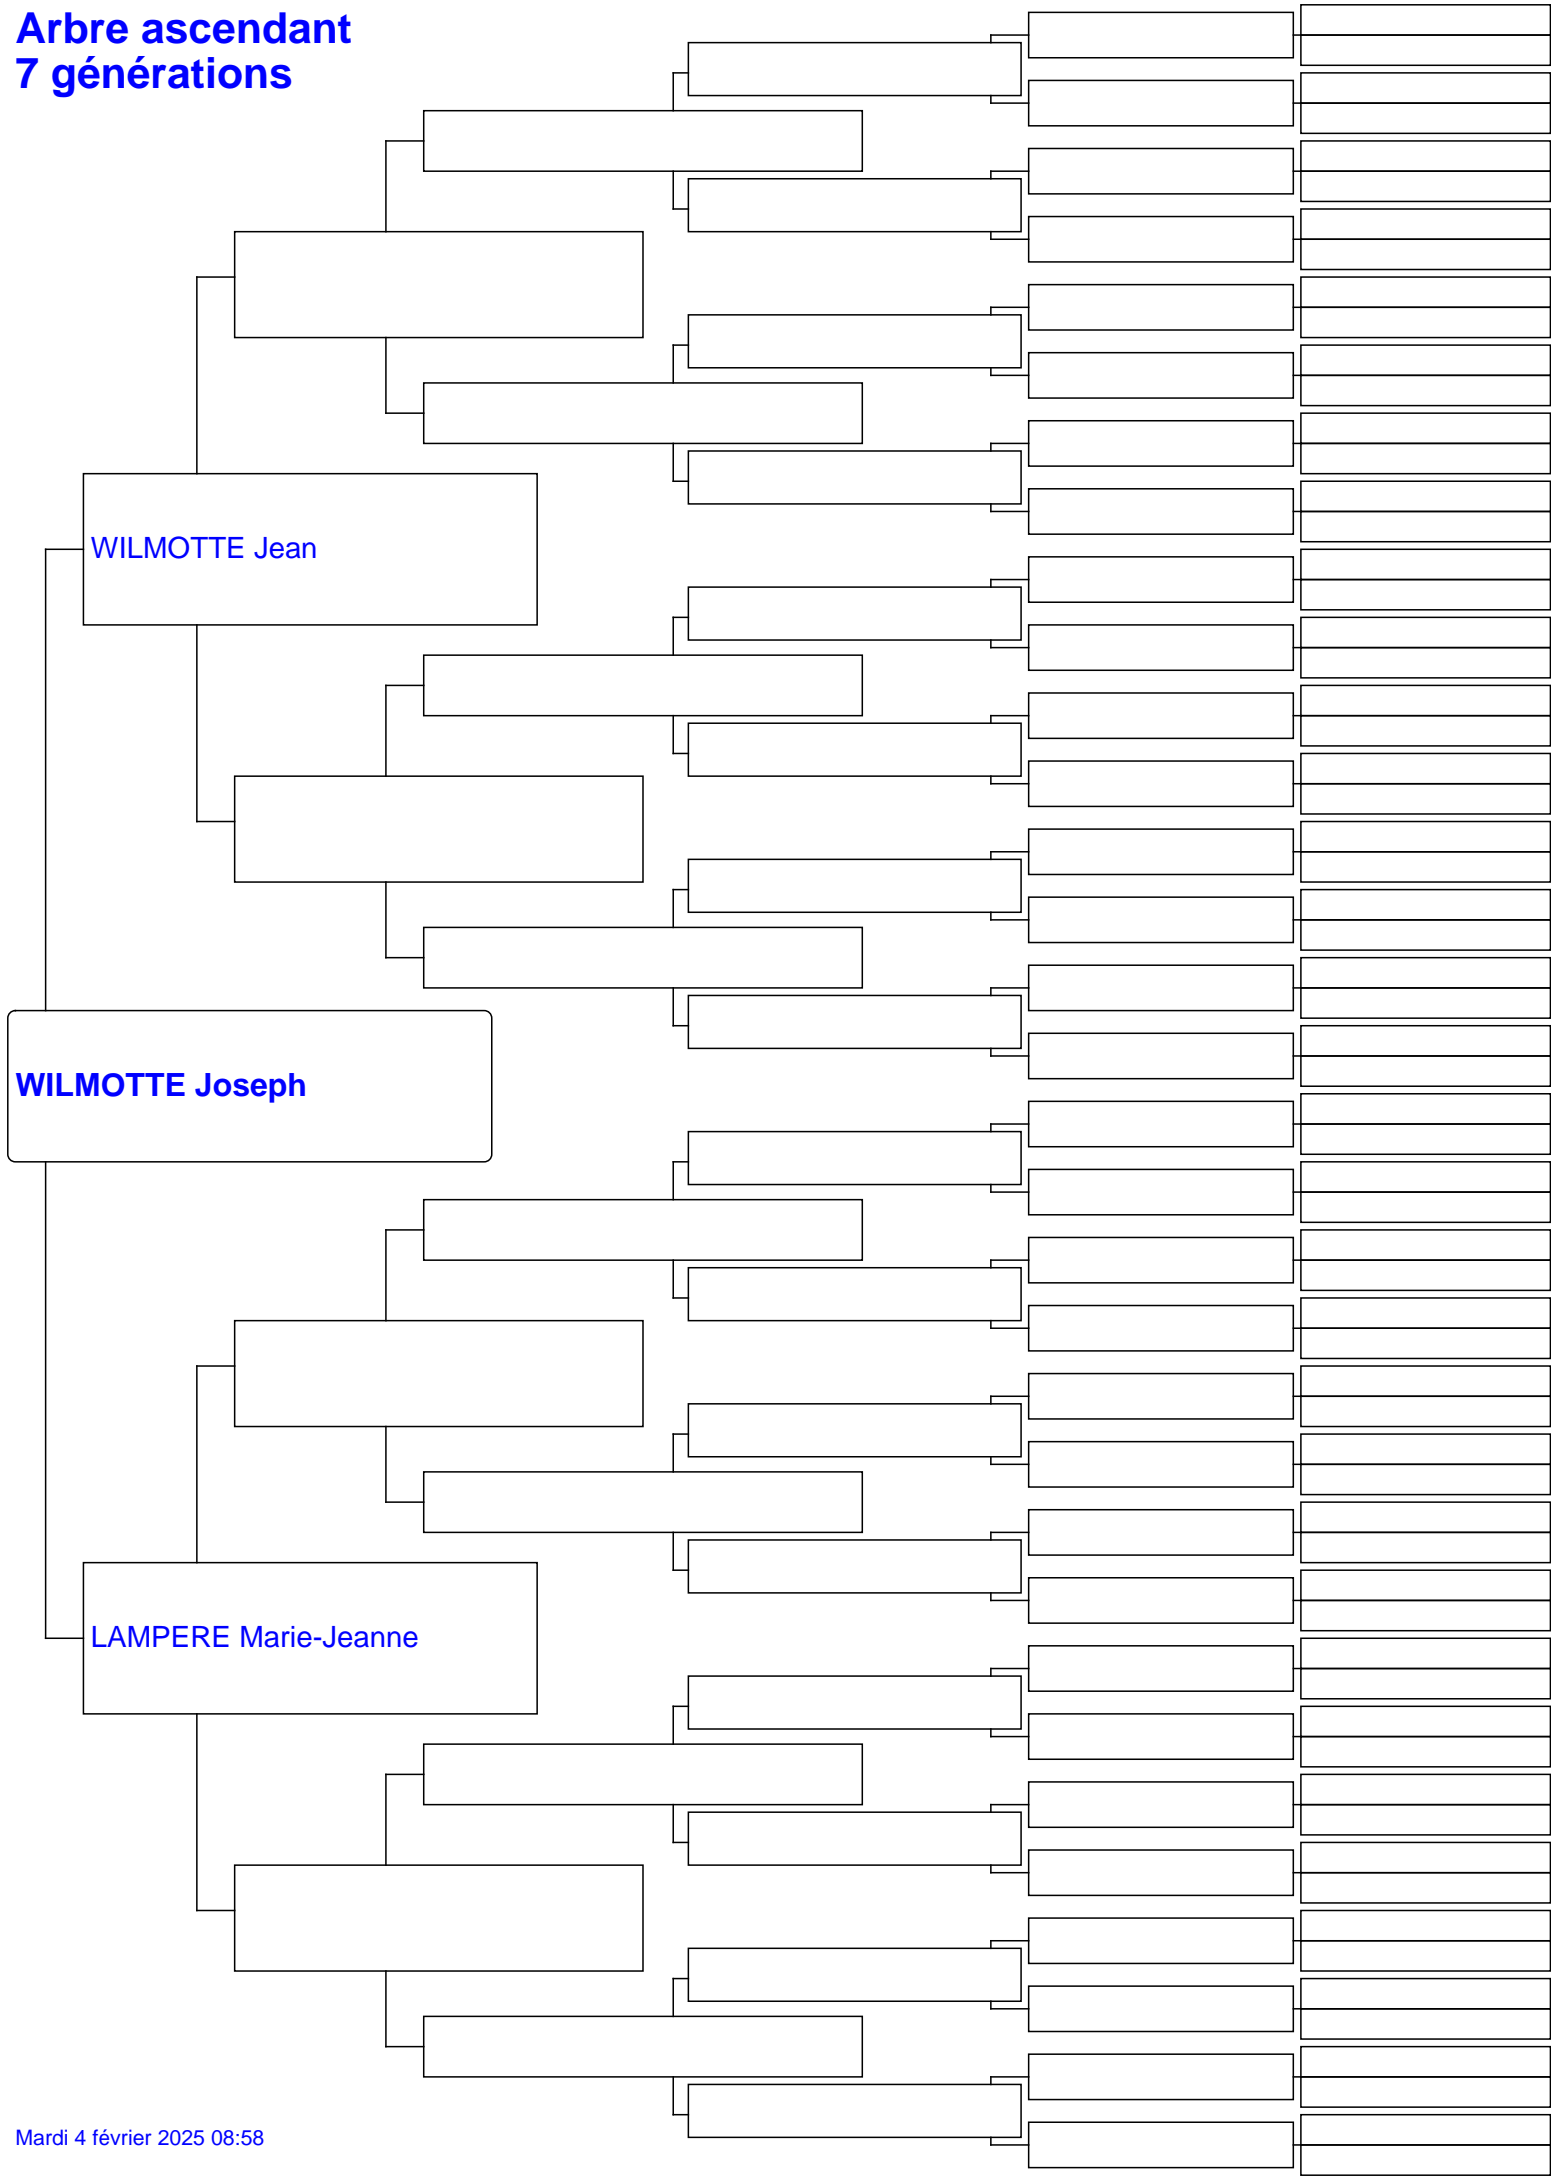 Arbre ascendant
7 générations
WILMOTTE Jean
WILMOTTE Joseph
LAMPERE Marie-Jeanne
Mardi 4 février 2025 08:58